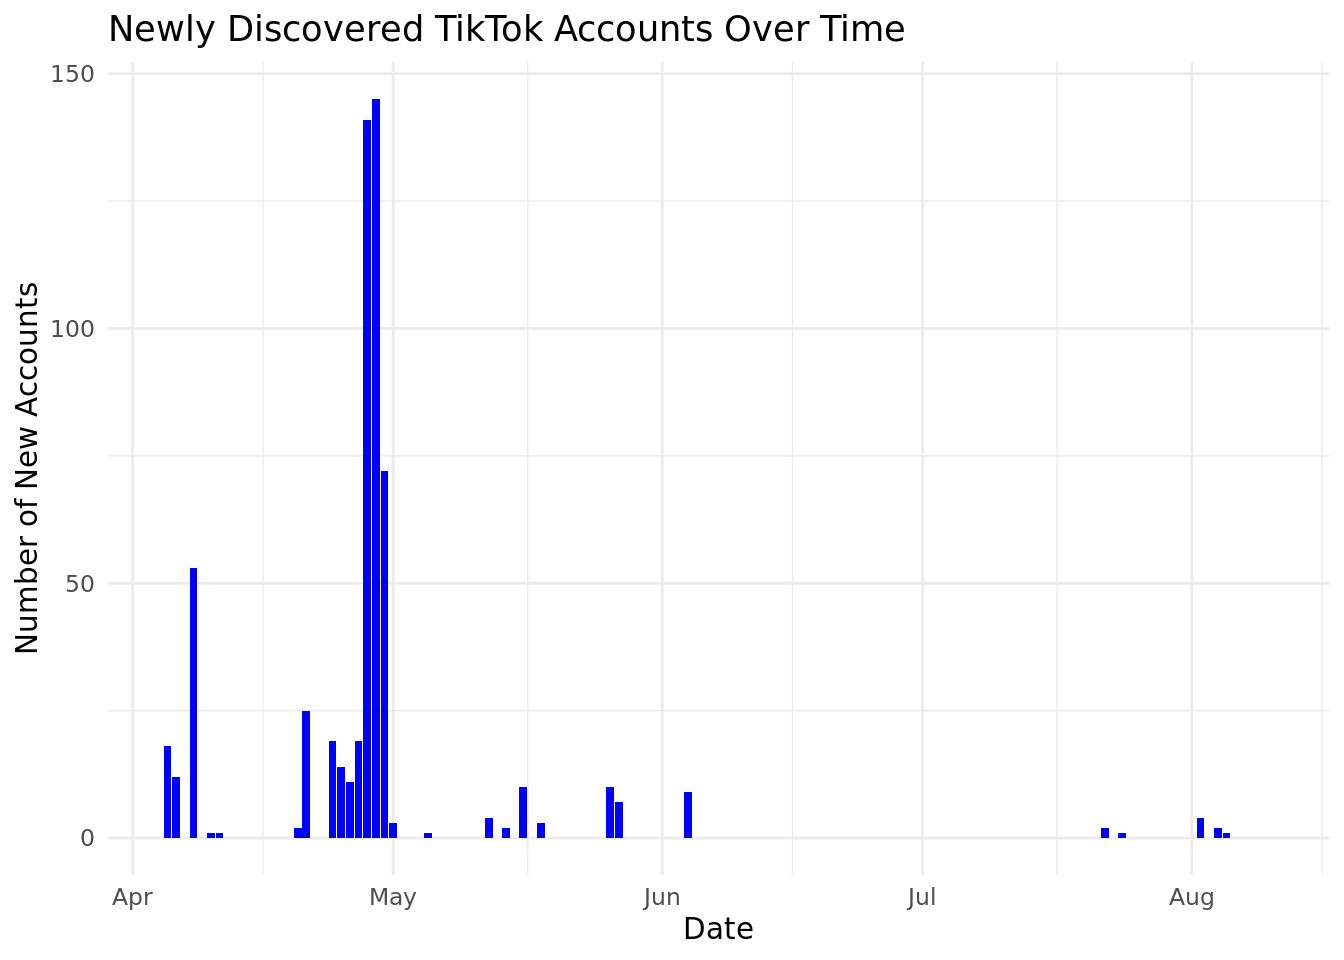 Newly Discovered TikTok Accounts Over Time
Number of New Accounts
150
100
50
0
Apr
May
Jun
Jul
Aug
Date